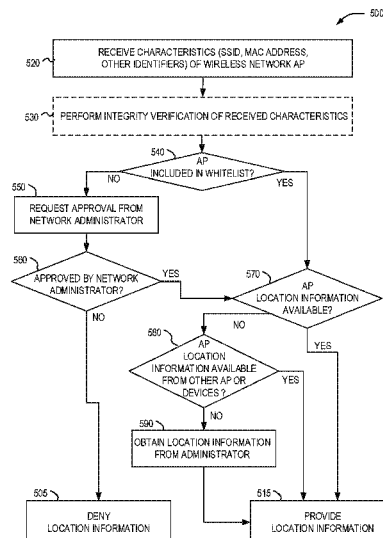 500
520
RECEIVE CHARACTERISTICS (SSID, MAC ADDRESS,
OTHER IDENTIFIERS) OF WIRELESS NETWORK AP
530
PERFORM INTEGRITY VERIFICATION OF RECEIVED CHARACTERISTICS
540
AP
INCLUDED IN WHITELIST?
NO
YES
550
REQUEST APPROVAL FROM
NETWORK ADMINISTRATOR
560
APPROVED BY NETWORK
ADMINISTRATOR?
YES
NO
570
AP
LOCATION INFORMATION
AVAILABLE?
NO
YES
580
AP
LOCATION
INFORMATION AVAILABLE
FROM OTHER AP OR
DEVICES ?
YES
NO
590
OBTAIN LOCATION INFORMATION
FROM ADMINISTRATOR
505
DENY
LOCATION INFORMATION
515
PROVIDE
LOCATION INFORMATION